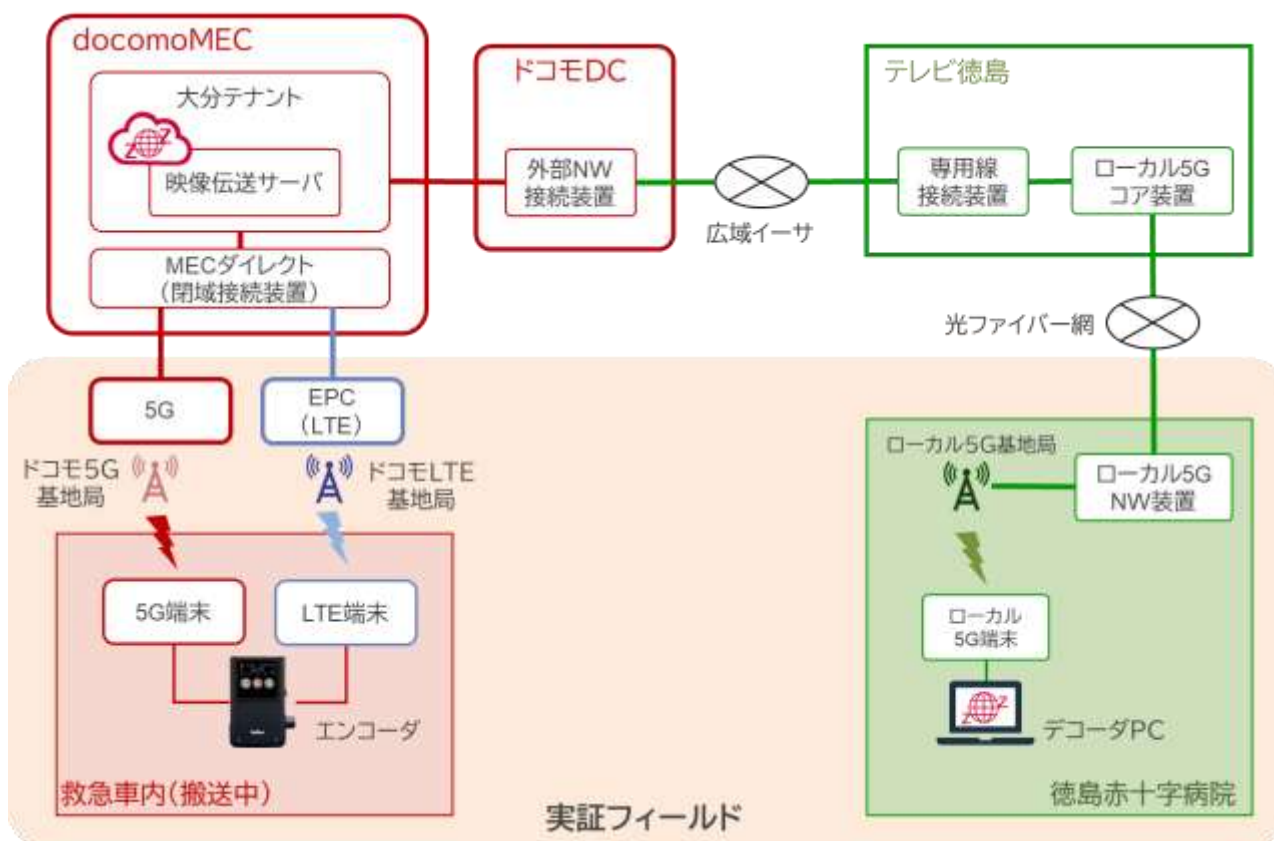 docomoMEC
大分テナント
映像伝送サーバ
MECダイレクト
(閉域接続装置)
ドコモDC
外部NW
接続装置
広域イーサ
テレビ徳島
専用線
接続装置
ローカル5G
コア装置
光ファイバー網
5G
EPC
(LTE)
ドコモ5G
基地局
ドコモLTE
基地局
5G端末
LTE端末
エンコーダ
救急車内(搬送中)
実証フィールド
ローカル5G基地局
ローカル5G
NW装置
ローカル
5G端末
デコーダPC
徳島赤十字病院